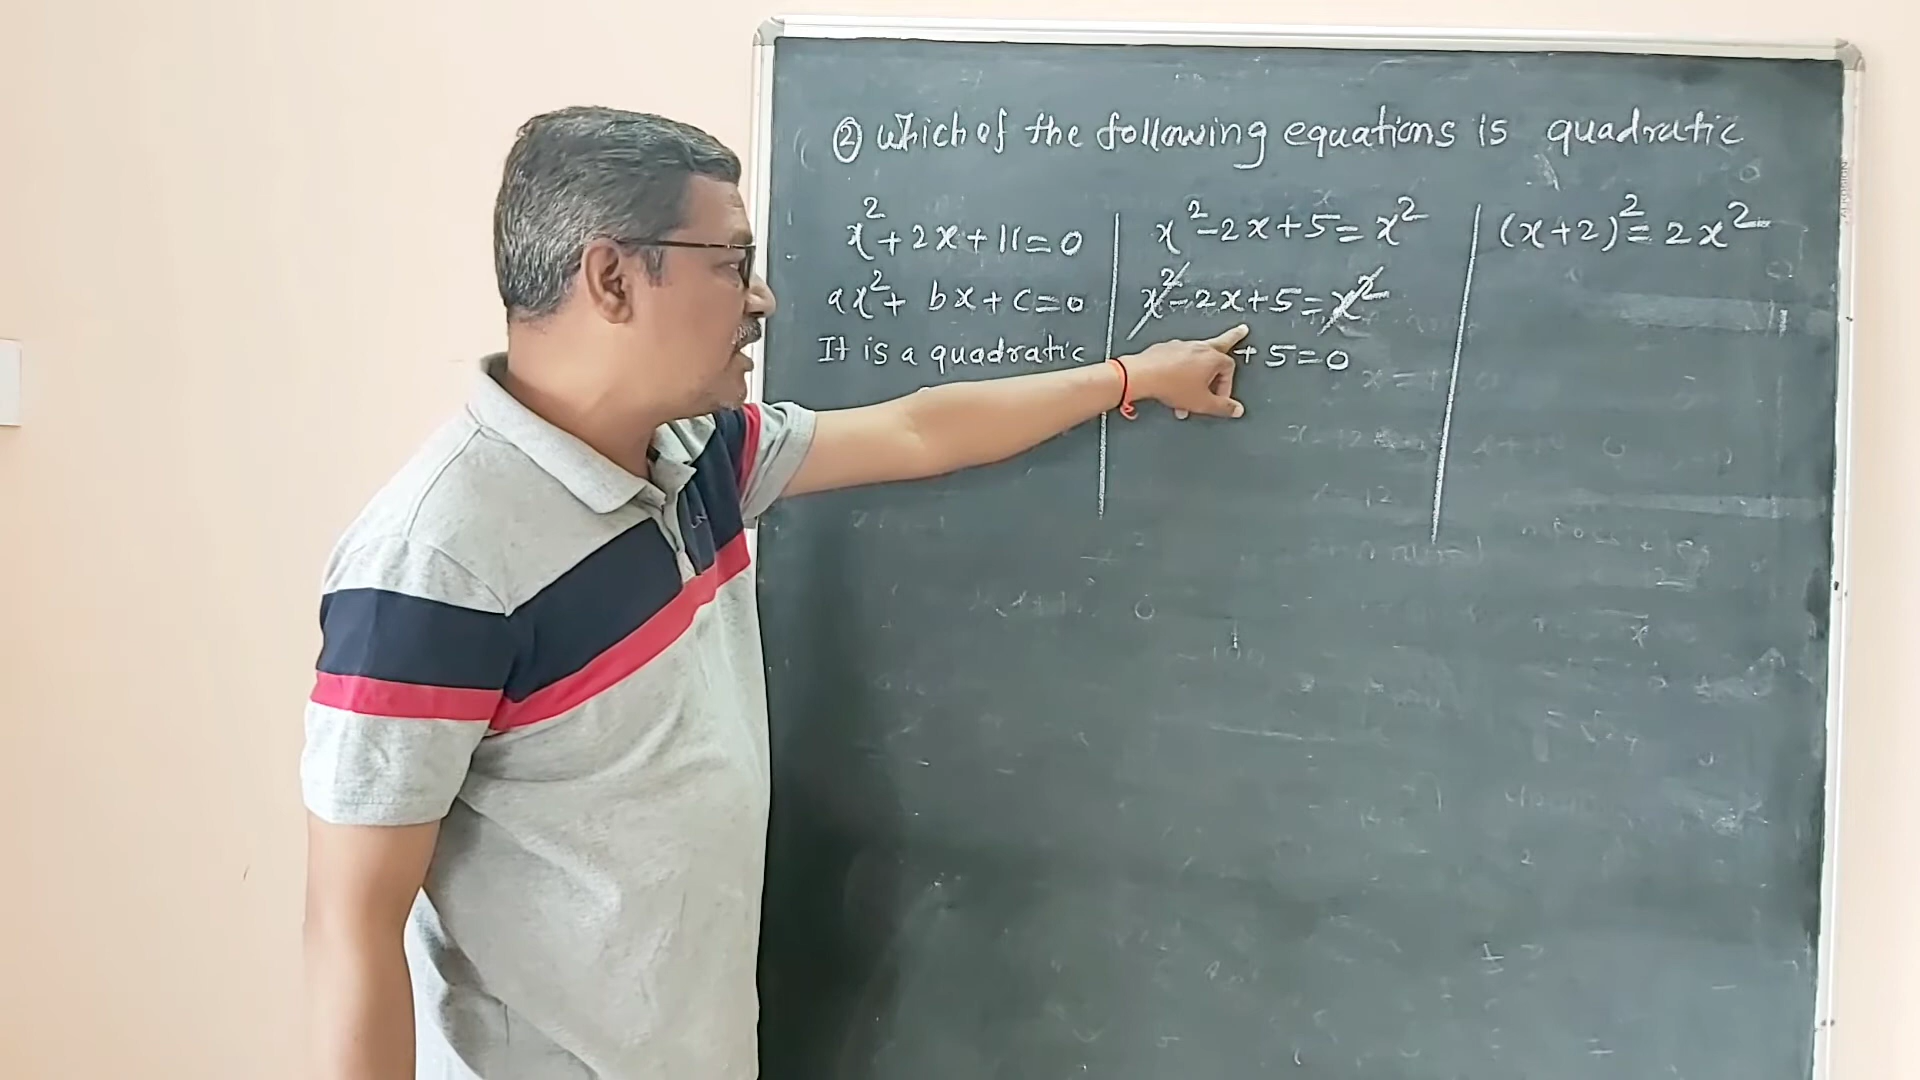 ② Which of the following equations is quadratic
x²+2x+11=0
ax²+ bx+c=0
It is a quadratic
x²-2x+5=x²
x²-2x+5=x²
+5=0
(x+2)²=2x²